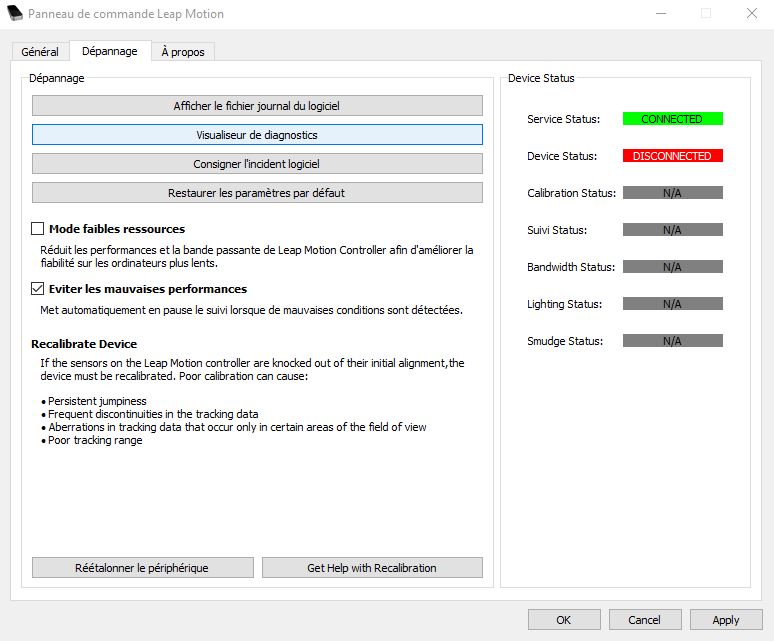 Panneau de commande Leap Motion
Général
Dépannage
À propos
Dépannage
Afficher le fichier journal du logiciel
Visualiseur de diagnostics
Consigner l'incident logiciel
Restaurer les paramètres par défaut
Mode faibles ressources
Réduit les performances et la bande passante de Leap Motion Controller afin d'améliorer la
fiabilité sur les ordinateurs plus lents.
Eviter les mauvaises performances
Met automatiquement en pause le suivi lorsque de mauvaises conditions sont détectées.
Recalibrate Device
If the sensors on the Leap Motion controller are knocked out of their initial alignment,the
device must be recalibrated. Poor calibration can cause:
• Persistent jumpiness
• Frequent discontinuities in the tracking data
• Aberrations in tracking data that occur only in certain areas of the field of view
• Poor tracking range
Réétalonner le périphérique
Get Help with Recalibration
Device Status
Service Status: CONNECTED
Device Status: DISCONNECTED
Calibration Status: N/A
Suivi Status: N/A
Bandwidth Status: N/A
Lighting Status: N/A
Smudge Status: N/A
OK
Cancel
Apply